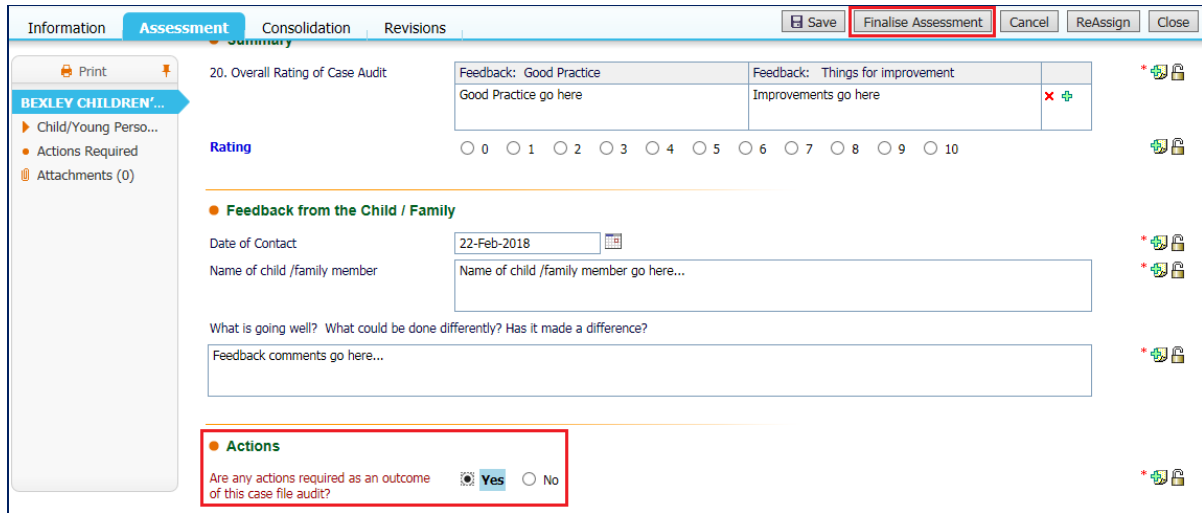 Information Assessment Consolidation Revisions Save Finalise Assessment Cancel ReAssign Close
Print
BEXLEY CHILDREN'...
Child/Young Perso...
Actions Required
Attachments (0)
Summary
20. Overall Rating of Case Audit
Feedback: Good Practice Feedback: Things for improvement
Good Practice go here Improvements go here
*
Rating 0 1 2 3 4 5 6 7 8 9 10
Feedback from the Child / Family
Date of Contact 22-Feb-2018 *
Name of child /family member Name of child /family member go here... *
What is going well? What could be done differently? Has it made a difference?
Feedback comments go here... *
Actions
Are any actions required as an outcome
of this case file audit?
Yes No *